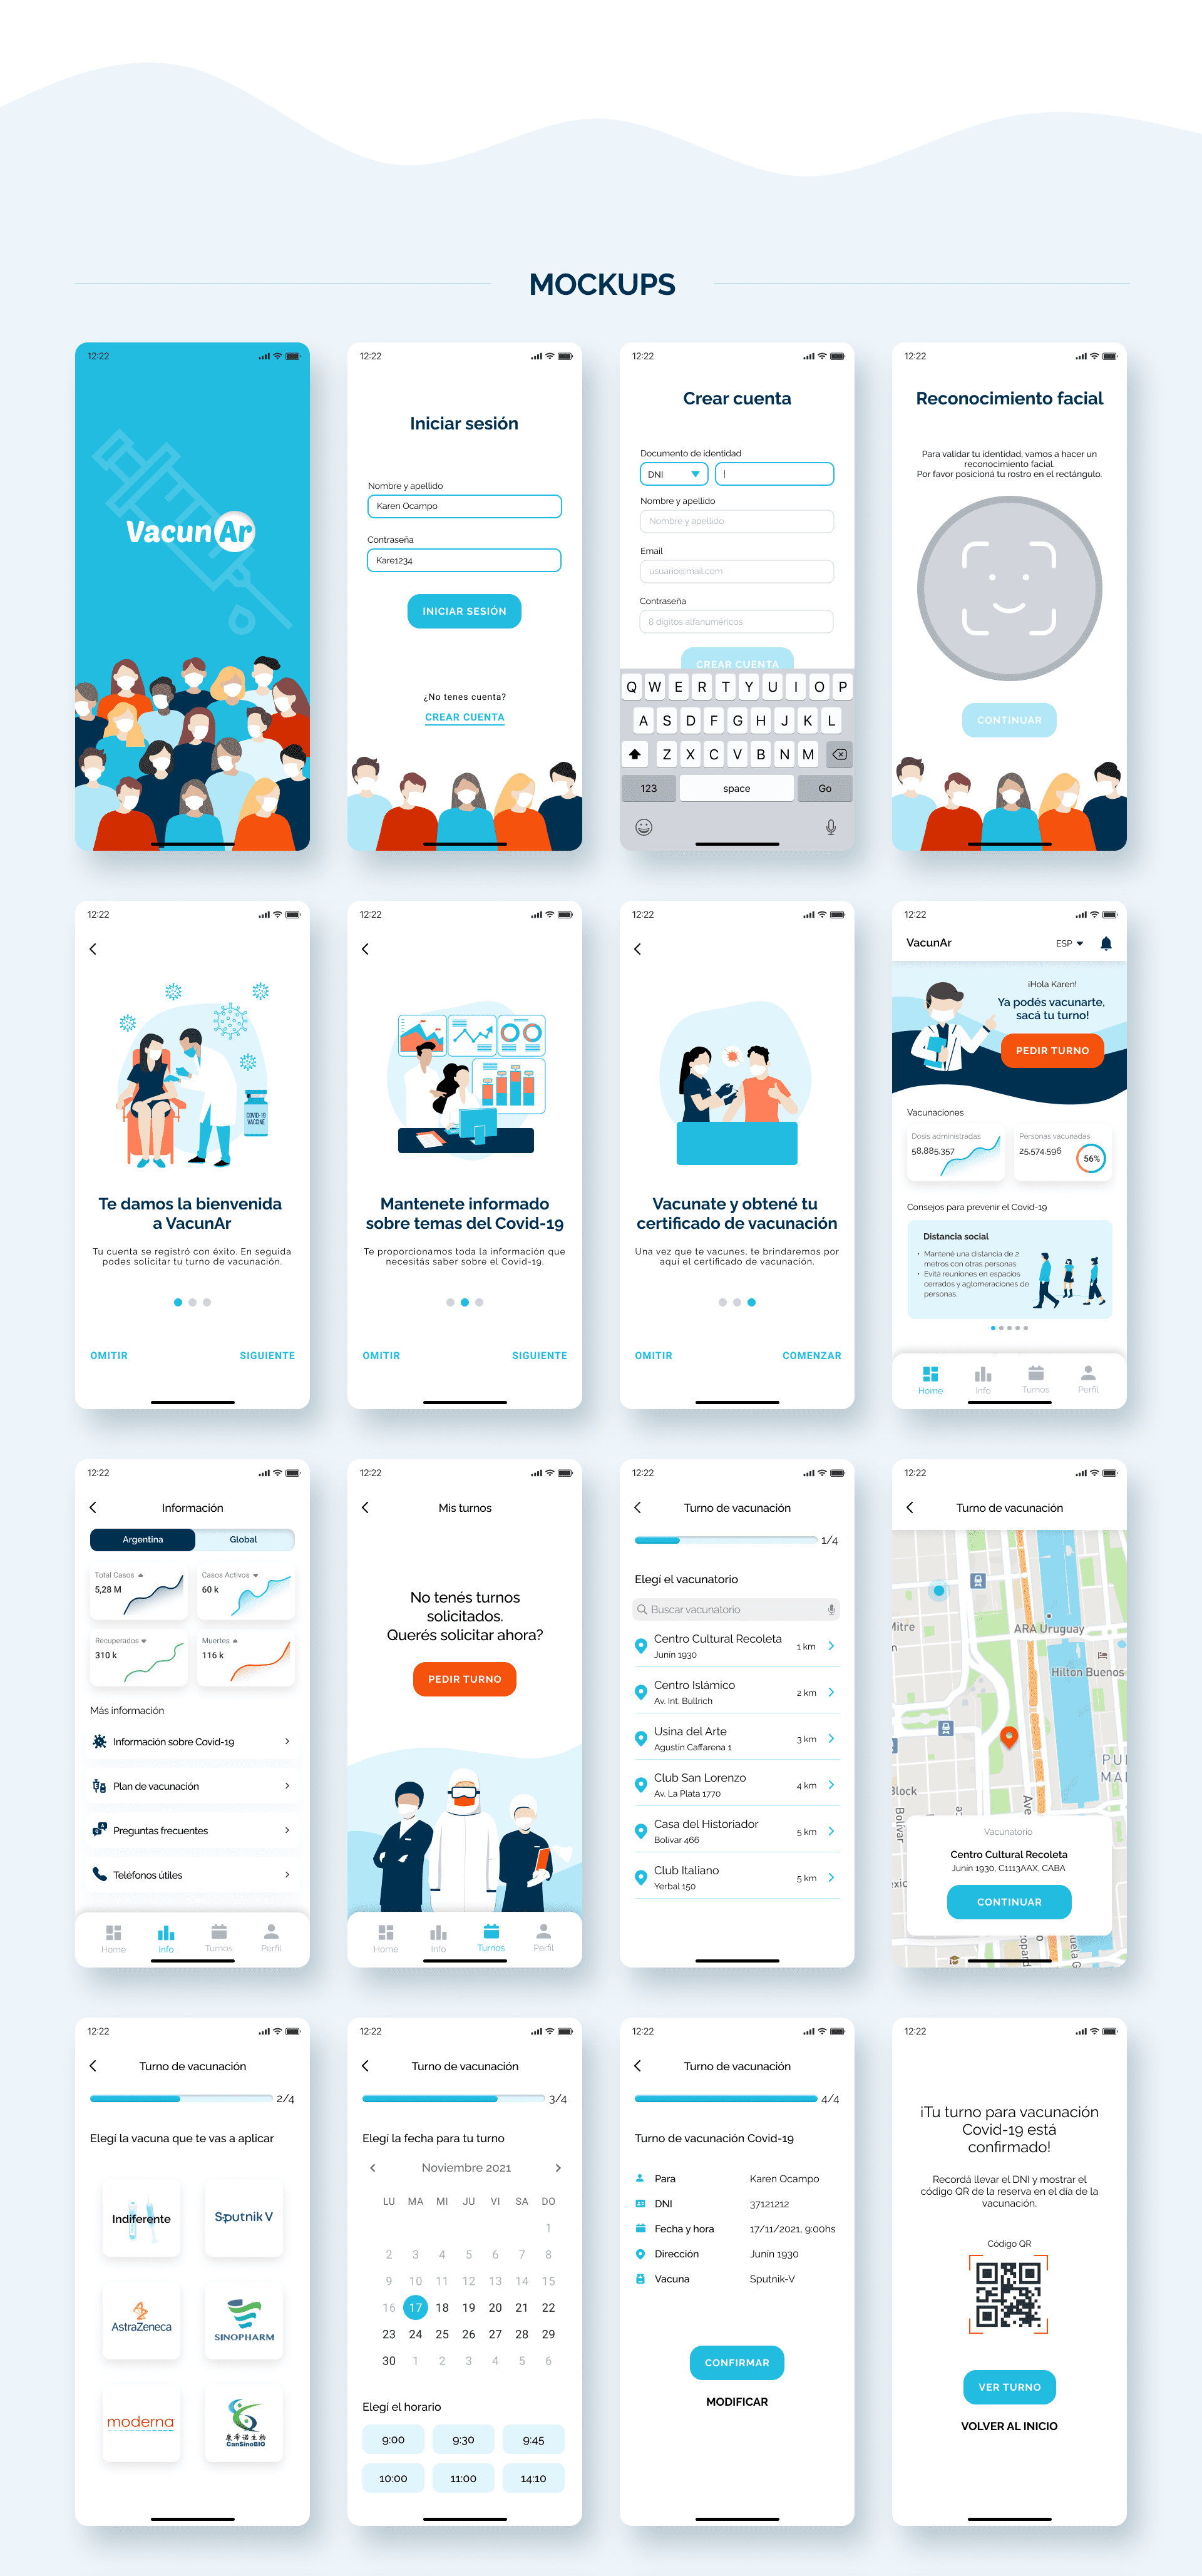 MOCKUPS
12:22
VacunAr
12:22
Iniciar sesión
Nombre y apellido
Karen Ocampo
Contraseña
Kare1234
INICIAR SESIÓN
¿No tenes cuenta?
CREAR CUENTA
12:22
Crear cuenta
Documento de identidad
DNI
Nombre y apellido
Nombre y apellido
Email
usuario@mail.com
Contraseña
8 dígitos alfanuméricos
CREAR CUENTA
Q W E R T Y U I O P
A S D F G H J K L
Z X C V B N M
123 space Go
12:22
Reconocimiento facial
Para validar tu identidad, vamos a hacer un
reconocimiento facial.
Por favor posicioná tu rostro en el rectángulo.
CONTINUAR
12:22
COVID-19
VACCINE
Te damos la bienvenida
a VacunAr
Tu cuenta se registró con éxito. En seguida
podes solicitar tu turno de vacunación.
OMITIR SIGUIENTE
12:22
Mantenete informado
sobre temas del Covid-19
Te proporcionamos toda la información que
necesitás saber sobre el Covid-19.
OMITIR SIGUIENTE
12:22
Vacunate y obtené tu
certificado de vacunación
Una vez que te vacunes, te brindaremos por
aquí el certificado de vacunación.
OMITIR COMENZAR
12:22
VacunAr ESP
¡Hola Karen!
Ya podés vacunarte,
sacá tu turno!
PEDIR TURNO
Vacunaciones
Dosis administradas
58.885.357
Personas vacunadas
25.574.596
56%
Consejos para prevenir el Covid-19
Distancia social
• Mantené una distancia de 2
metros con otras personas.
• Evitá reuniones en espacios
cerrados y aglomeraciones de
personas.
Home Info Turnos Perfil
12:22
Información
Argentina Global
Total Casos
5,28 M
Casos Activos
60 k
Recuperados
310 k
Muertes
116 k
Más información
Información sobre Covid-19
Plan de vacunación
Preguntas frecuentes
Teléfonos útiles
Home Info Turnos Perfil
12:22
Mis turnos
No tenés turnos
solicitados.
Querés solicitar ahora?
PEDIR TURNO
Home Info Turnos Perfil
12:22
Turno de vacunación
1/4
Elegí el vacunatorio
Buscar vacunatorio
Centro Cultural Recoleta 1 km
Junín 1930
Centro Islámico 2 km
Av. Int. Bullrich
Usina del Arte 3 km
Agustín Caffarena 1
Club San Lorenzo 4 km
Av. La Plata 1770
Casa del Historiador 5 km
Bolívar 466
Club Italiano 5 km
Yerbal 150
12:22
Turno de vacunación
Mitre
ARA Uruguay
Hilton Buenos
PU
MA
Block
Bolívar
Ave
Vacunatorio
Centro Cultural Recoleta
Junín 1930, C1113AAX, CABA
CONTINUAR
12:22
Turno de vacunación
2/4
Elegí la vacuna que te vas a aplicar
Indiferente
Sputnik V
AstraZeneca
SINOPHARM
moderna
康希诺生物
CanSinoBIO
12:22
Turno de vacunación
3/4
Elegí la fecha para tu turno
Noviembre 2021
LU MA MI JU VI SA DO
1
2 3 4 5 6 7 8
9 10 11 12 13 14 15
16 17 18 19 20 21 22
23 24 25 26 27 28 29
30 1 2 3 4 5 6
Elegí el horario
9:00 9:30 9:45
10:00 11:00 14:10
12:22
Turno de vacunación
4/4
Turno de vacunación Covid-19
Para Karen Ocampo
DNI 37121212
Fecha y hora 17/11/2021, 9:00hs
Dirección Junín 1930
Vacuna Sputnik-V
CONFIRMAR
MODIFICAR
12:22
¡Tu turno para vacunación
Covid-19 está
confirmado!
Recordá llevar el DNI y mostrar el
código QR de la reserva en el día de la
vacunación.
Código QR
VER TURNO
VOLVER AL INICIO